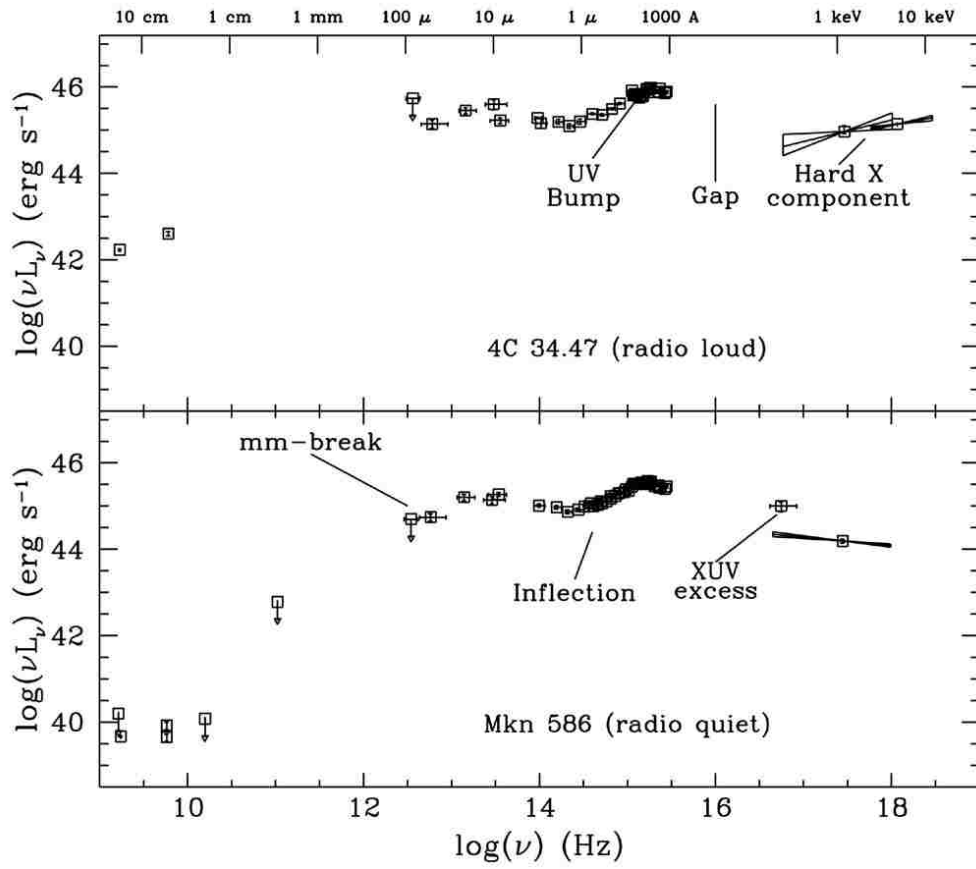 10 cm 1 cm 1 mm 100 μ 10 μ 1 μ 1000 A 1 keV 10 keV
log(νL_ν) (erg s⁻¹)
46
44
42
40
UV
Bump
Gap
Hard X
component
4C 34.47 (radio loud)
log(νL_ν) (erg s⁻¹)
46
44
42
40
mm-break
Inflection
XUV
excess
Mkn 586 (radio quiet)
10 12 14 16 18
log(ν) (Hz)